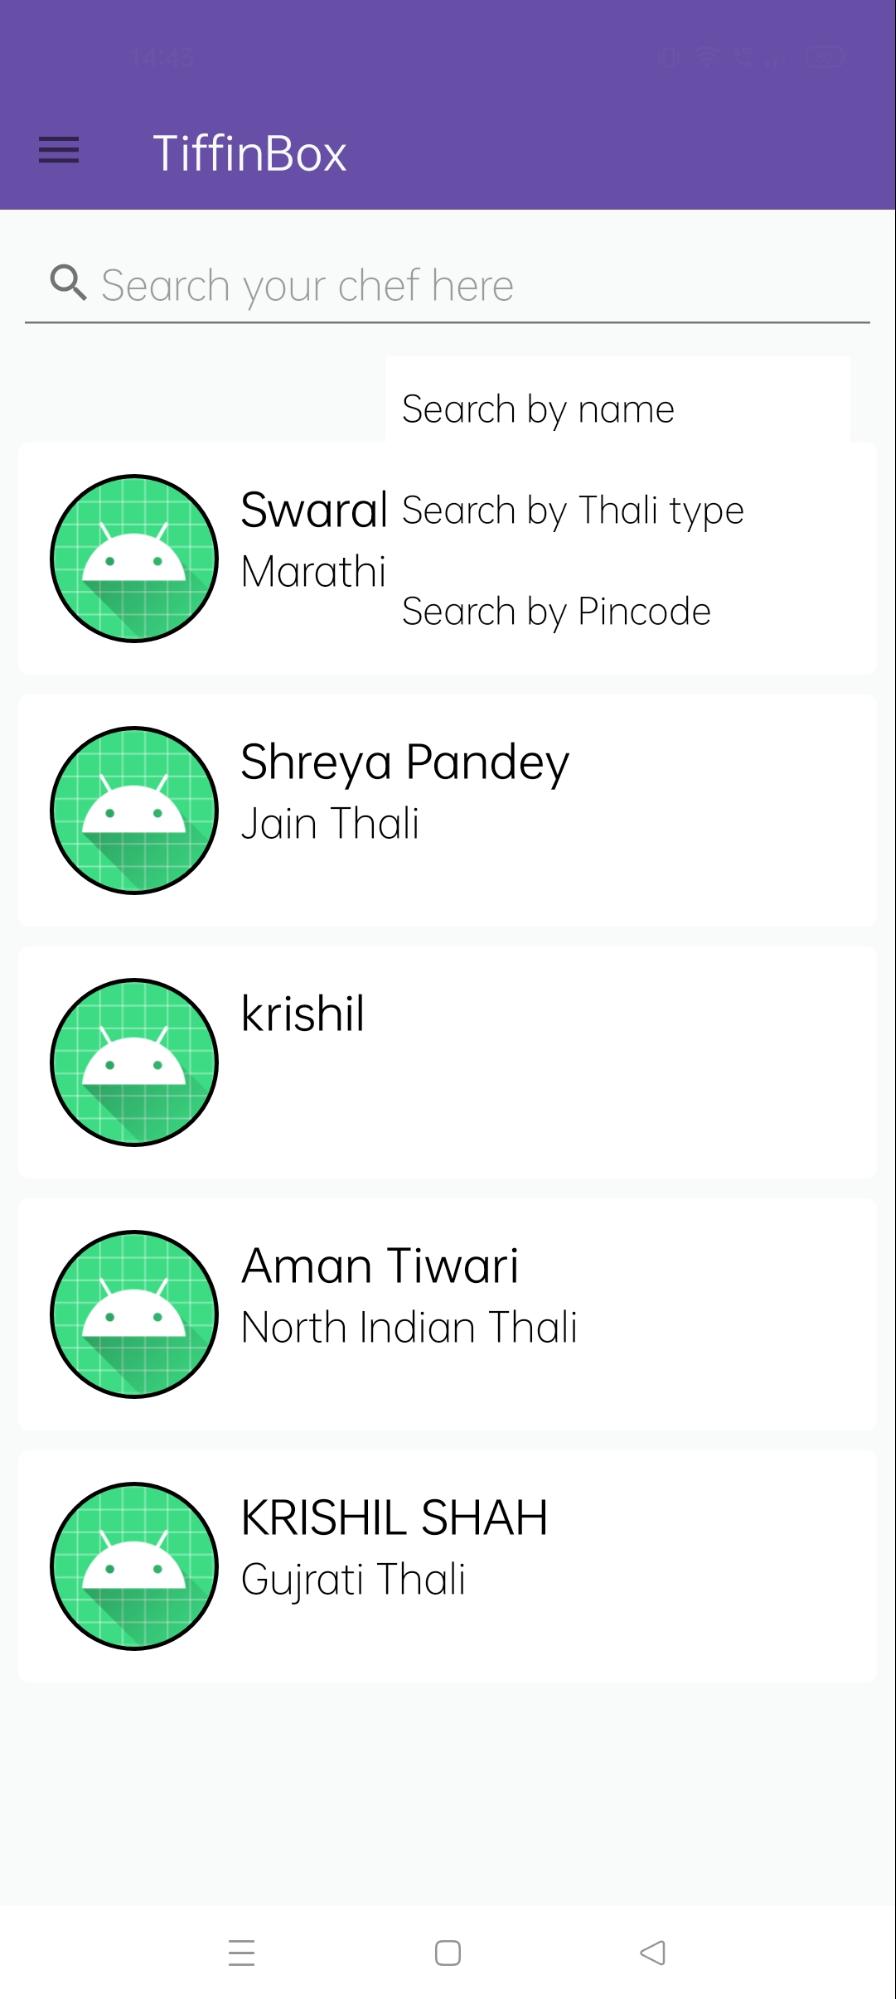 14:43
TiffinBox
Search your chef here
Search by name
Swaral
Search by Thali type
Marathi
Search by Pincode
Shreya Pandey
Jain Thali
krishil
Aman Tiwari
North Indian Thali
KRISHIL SHAH
Gujrati Thali